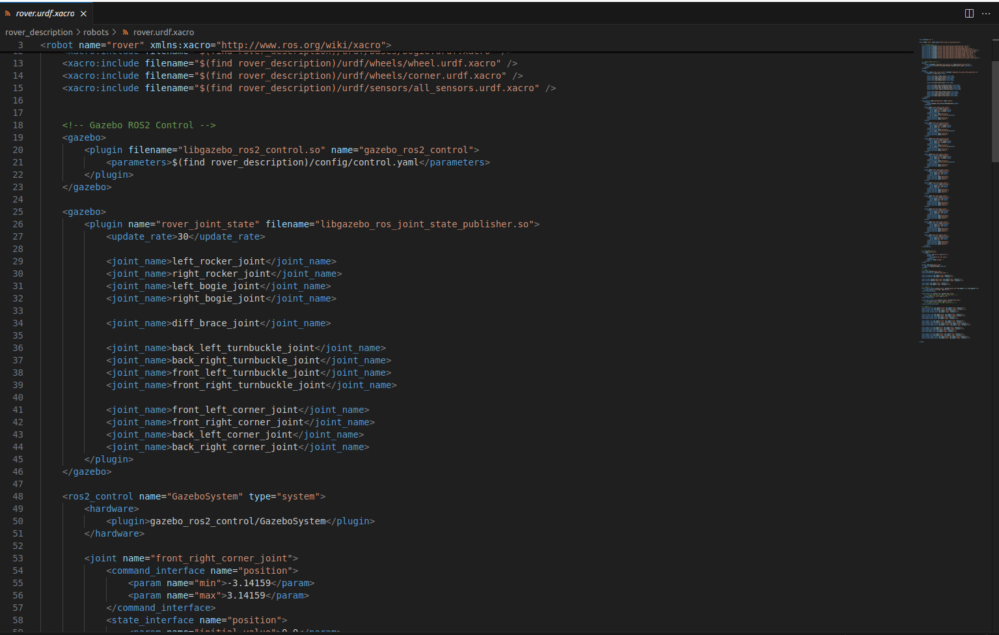 rover.urdf.xacro
rover_description > robots > rover.urdf.xacro
3 <robot name="rover" xmlns:xacro="http://www.ros.org/wiki/xacro">
13 <xacro:include filename="$(find rover_description)/urdf/wheels/wheel.urdf.xacro" />
14 <xacro:include filename="$(find rover_description)/urdf/wheels/corner.urdf.xacro" />
15 <xacro:include filename="$(find rover_description)/urdf/sensors/all_sensors.urdf.xacro" />
16
17
18 <!-- Gazebo ROS2 Control -->
19 <gazebo>
20 <plugin filename="libgazebo_ros2_control.so" name="gazebo_ros2_control">
21 <parameters>$(find rover_description)/config/control.yaml</parameters>
22 </plugin>
23 </gazebo>
24
25 <gazebo>
26 <plugin name="rover_joint_state" filename="libgazebo_ros_joint_state_publisher.so">
27 <update_rate>30</update_rate>
28
29 <joint_name>left_rocker_joint</joint_name>
30 <joint_name>right_rocker_joint</joint_name>
31 <joint_name>left_bogie_joint</joint_name>
32 <joint_name>right_bogie_joint</joint_name>
33
34 <joint_name>diff_brace_joint</joint_name>
35
36 <joint_name>back_left_turnbuckle_joint</joint_name>
37 <joint_name>back_right_turnbuckle_joint</joint_name>
38 <joint_name>front_left_turnbuckle_joint</joint_name>
39 <joint_name>front_right_turnbuckle_joint</joint_name>
40
41 <joint_name>front_left_corner_joint</joint_name>
42 <joint_name>front_right_corner_joint</joint_name>
43 <joint_name>back_left_corner_joint</joint_name>
44 <joint_name>back_right_corner_joint</joint_name>
45 </plugin>
46 </gazebo>
47
48 <ros2_control name="GazeboSystem" type="system">
49 <hardware>
50 <plugin>gazebo_ros2_control/GazeboSystem</plugin>
51 </hardware>
52
53 <joint name="front_right_corner_joint">
54 <command_interface name="position">
55 <param name="min">-3.14159</param>
56 <param name="max">3.14159</param>
57 </command_interface>
58 <state_interface name="position">